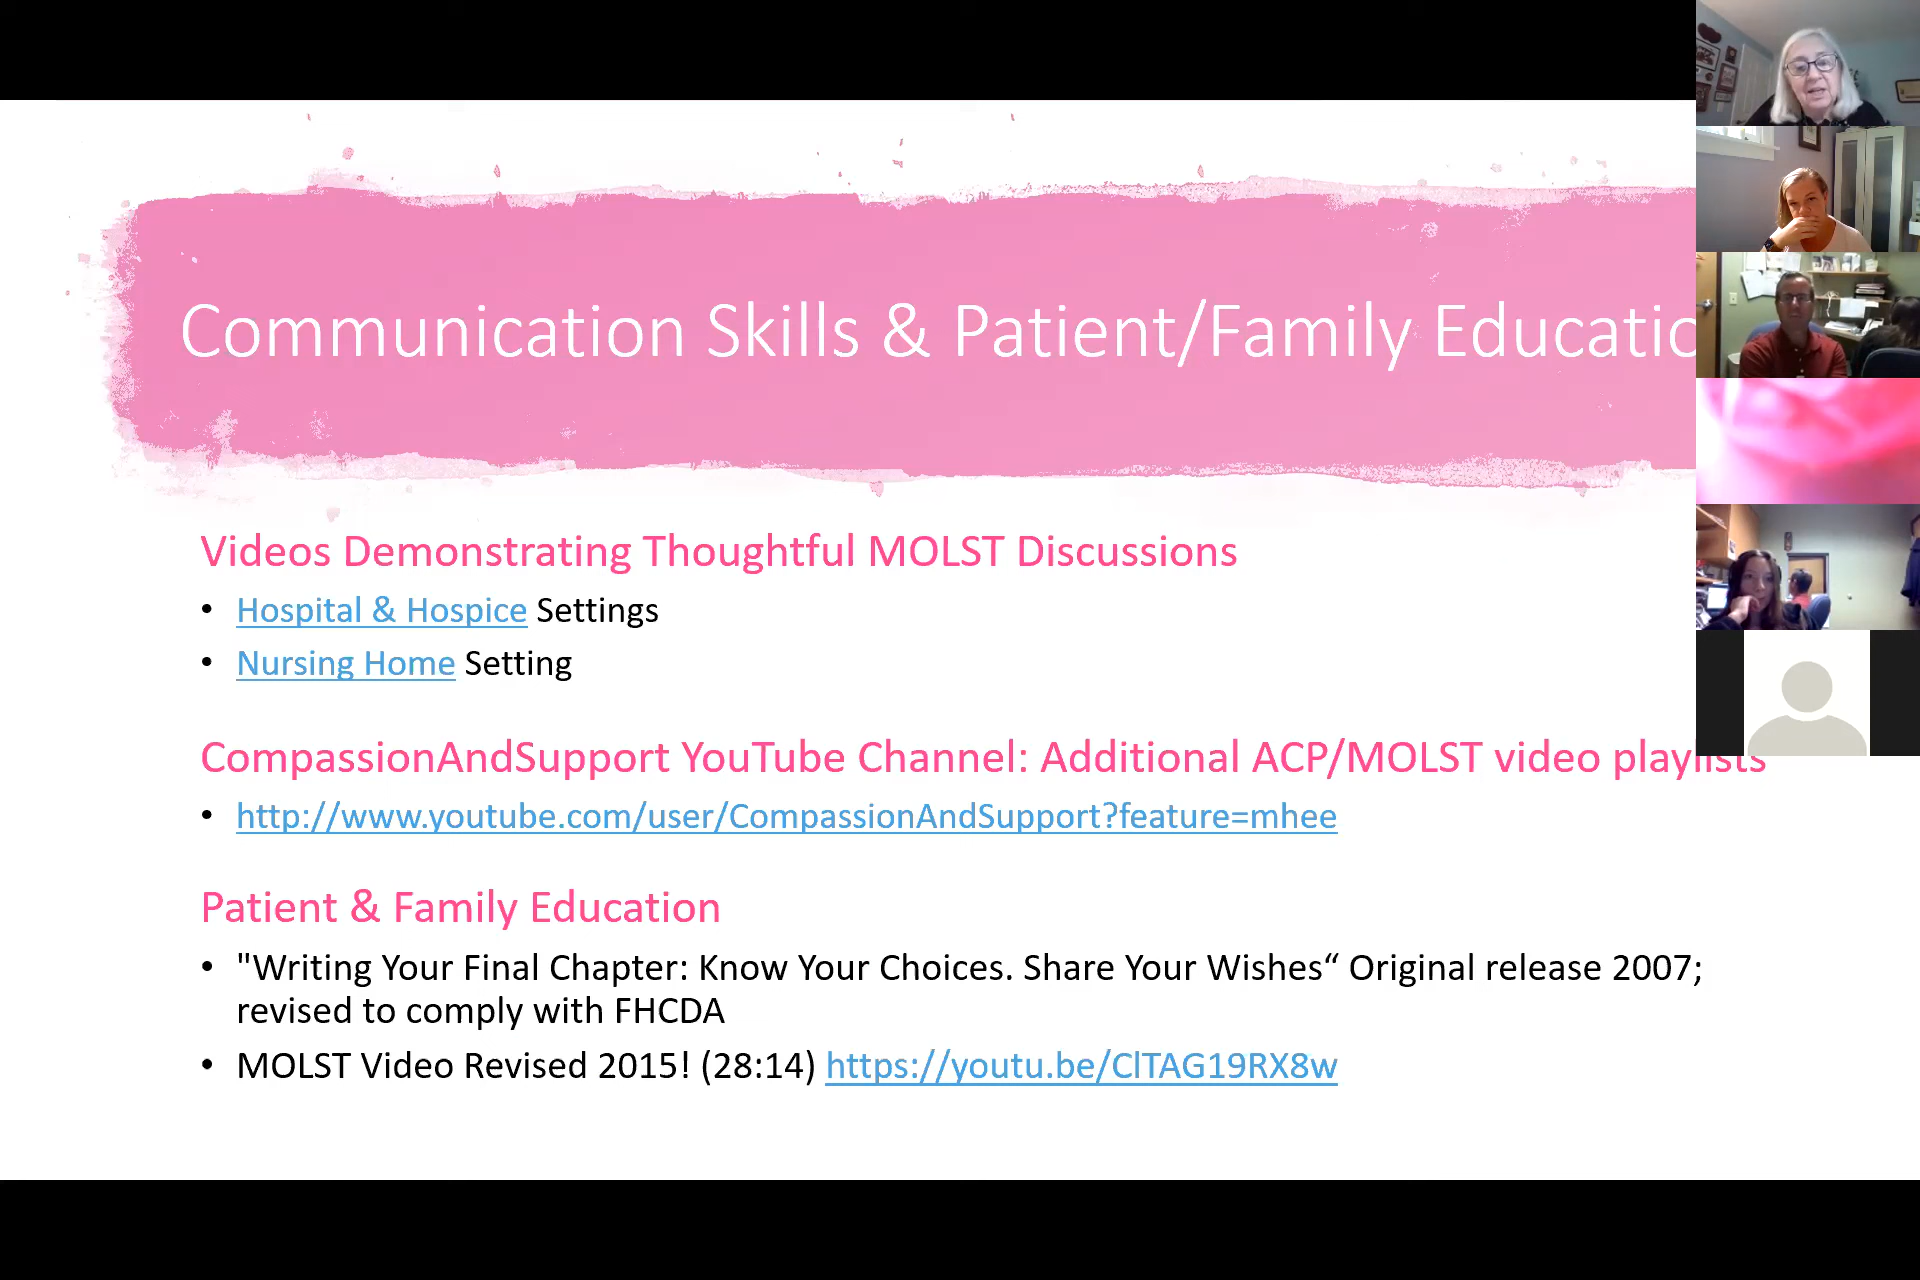 Communication Skills & Patient/Family Educatio
Videos Demonstrating Thoughtful MOLST Discussions
• Hospital & Hospice Settings
• Nursing Home Setting
CompassionAndSupport YouTube Channel: Additional ACP/MOLST video playlists
• http://www.youtube.com/user/CompassionAndSupport?feature=mhee
Patient & Family Education
• "Writing Your Final Chapter: Know Your Choices. Share Your Wishes“ Original release 2007;
revised to comply with FHCDA
• MOLST Video Revised 2015! (28:14) https://youtu.be/ClTAG19RX8w